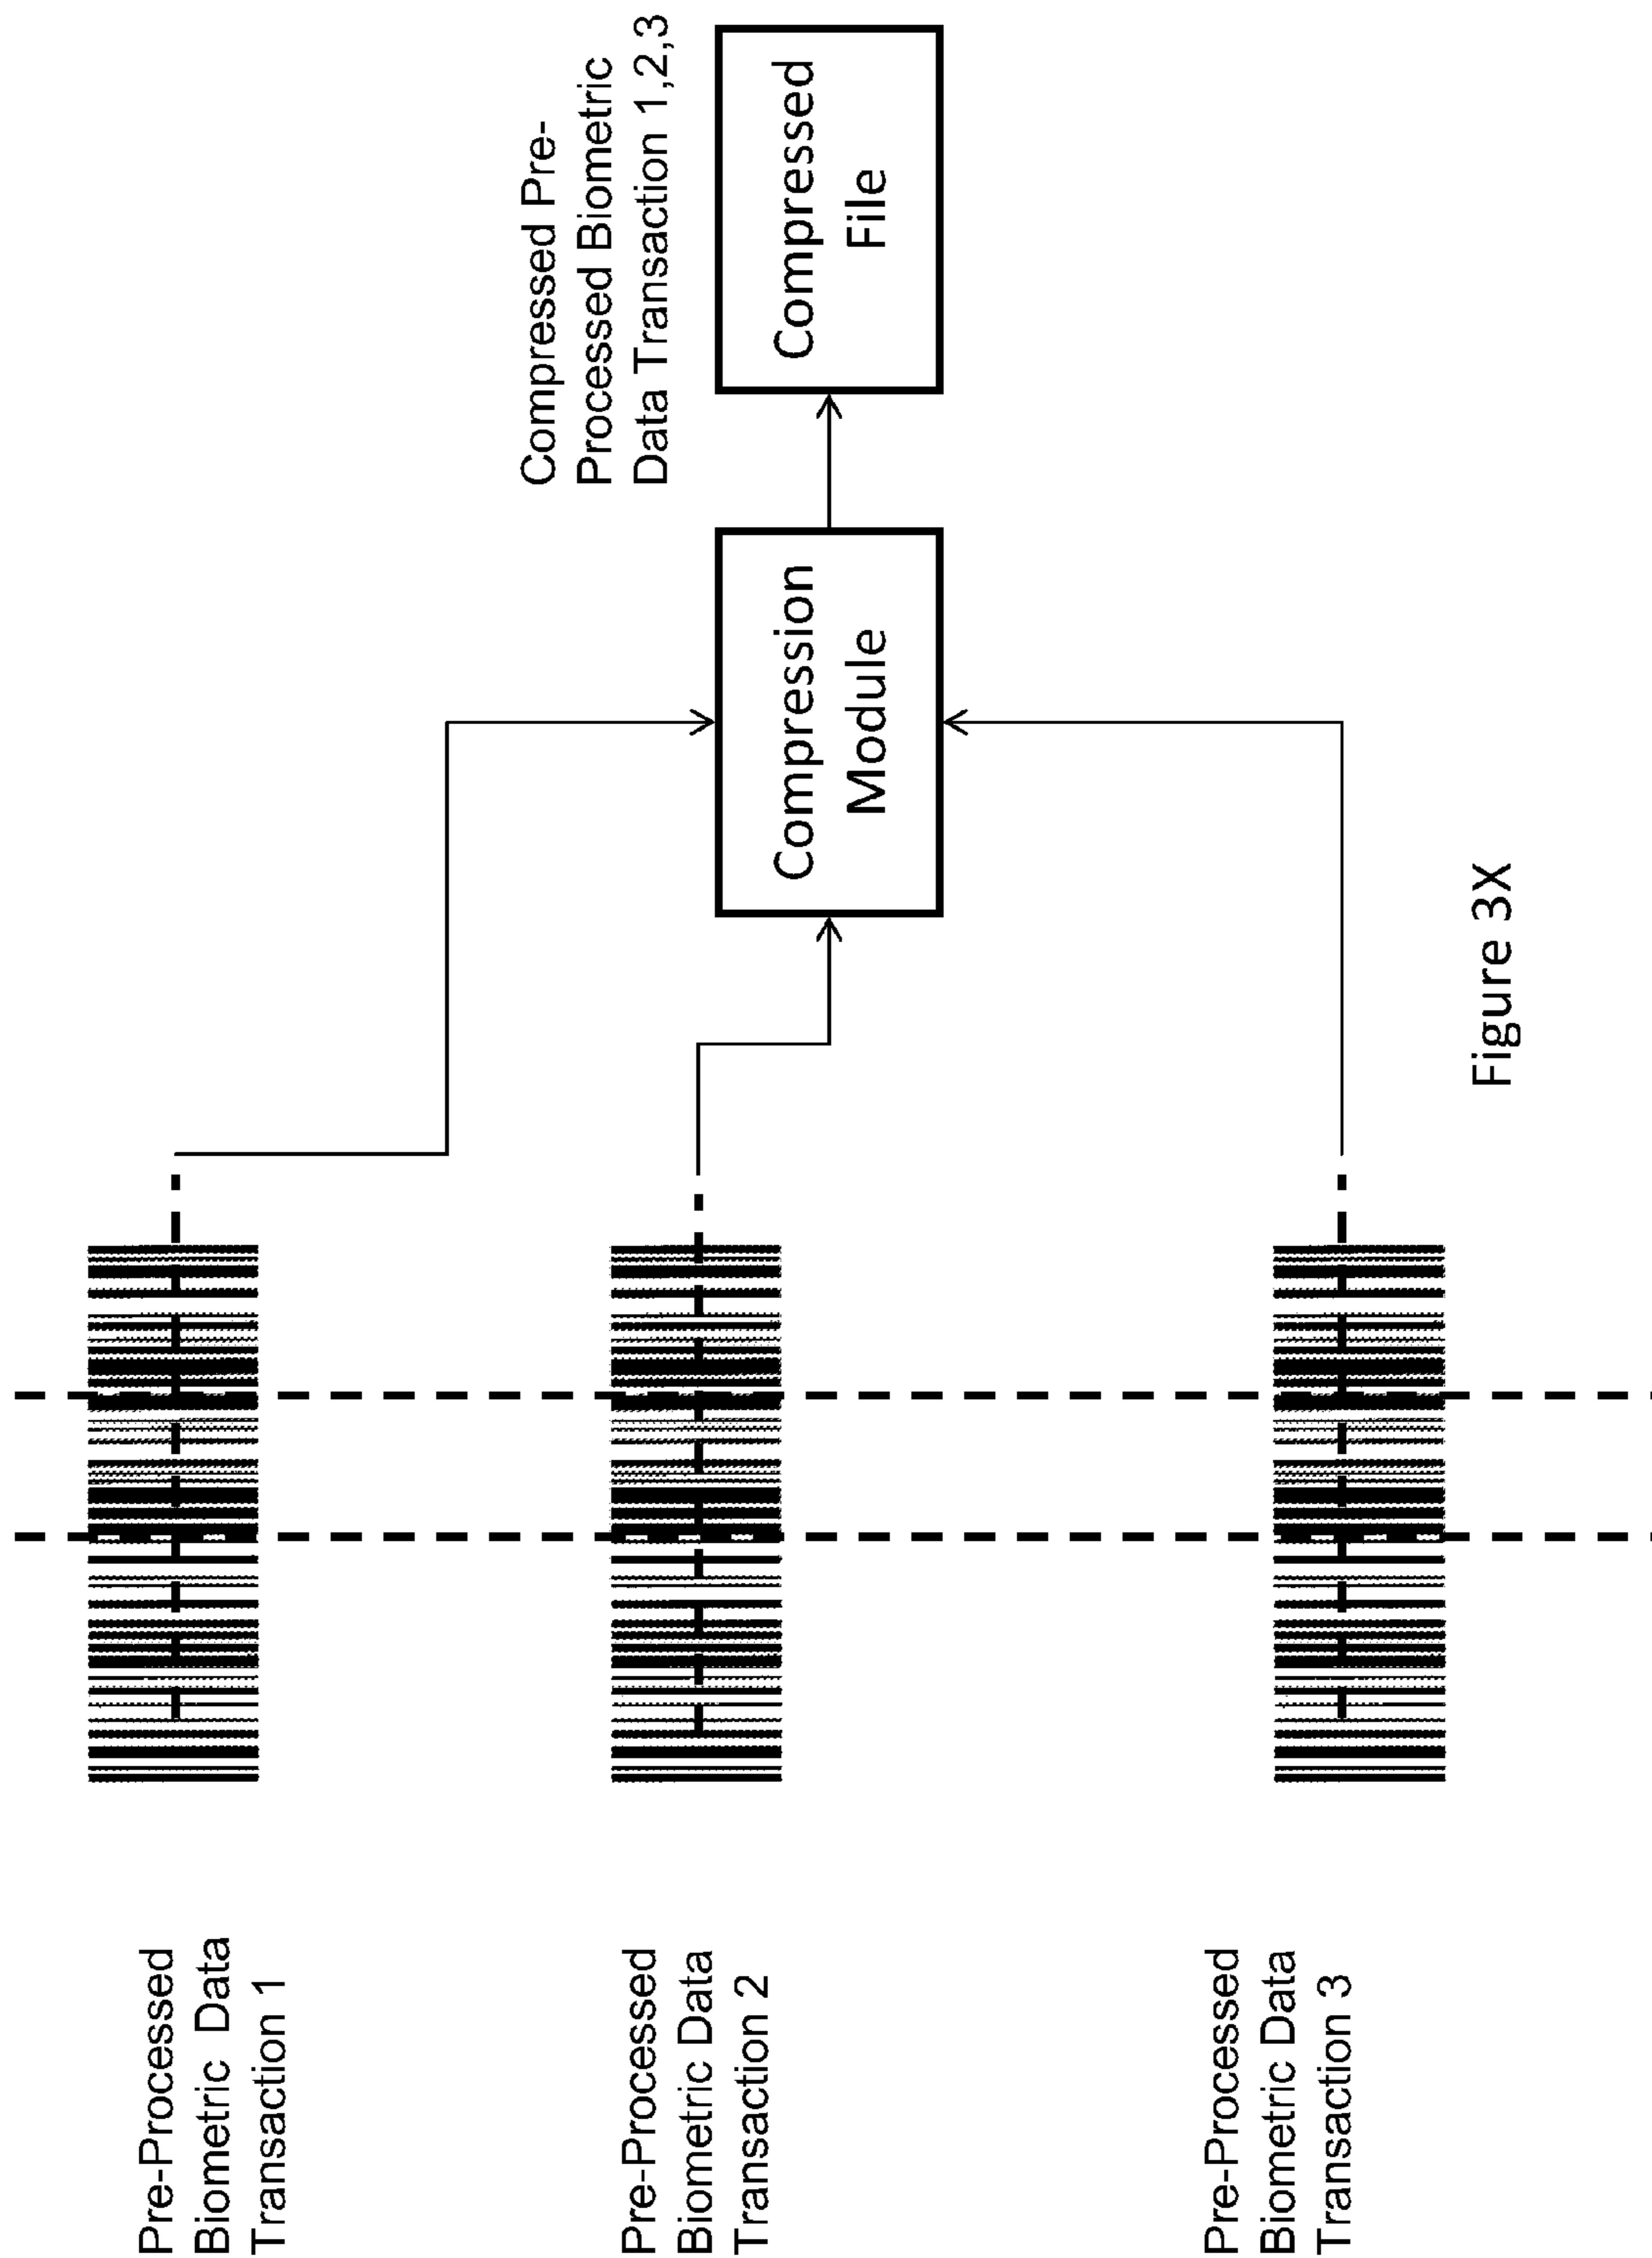 Compressed Pre-
Processed Biometric
Data Transaction 1,2,3
Compressed
File
Compression
Module
Pre-Processed
Biometric Data
Transaction 1
Pre-Processed
Biometric Data
Transaction 2
Pre-Processed
Biometric Data
Transaction 3
Figure 3X